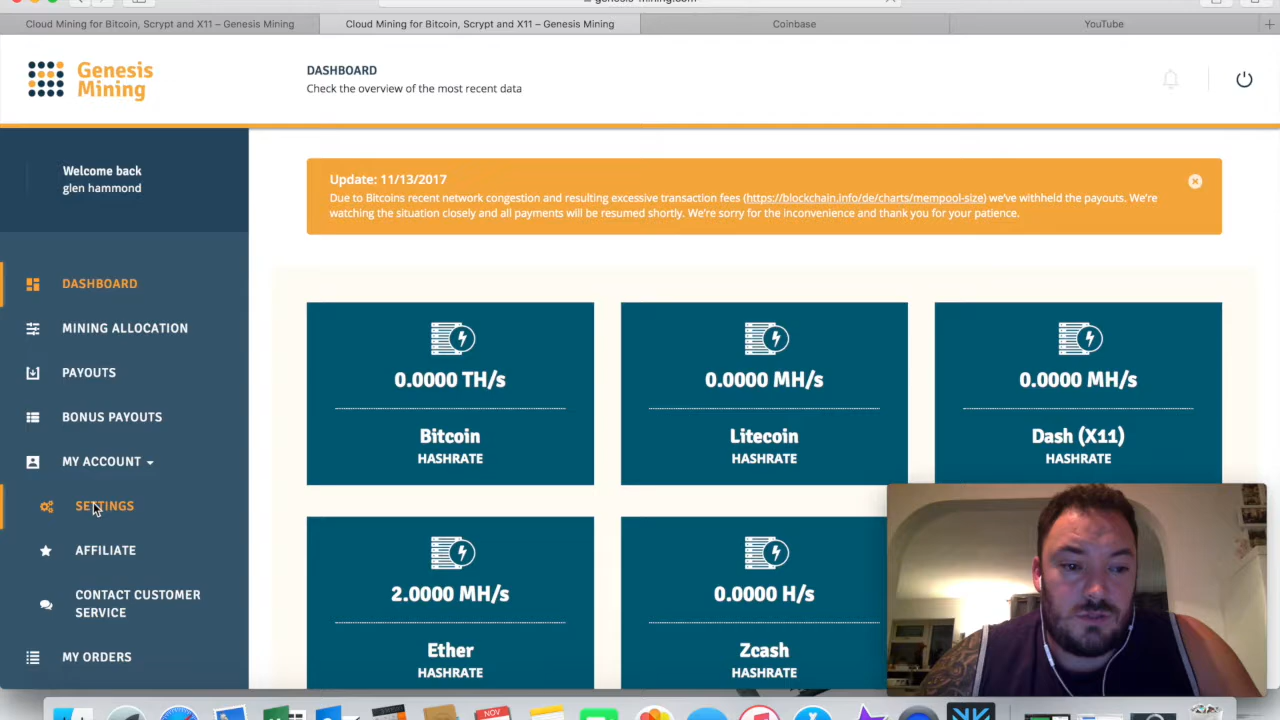 genesis-mining.com
Cloud Mining for Bitcoin, Scrypt and X11 – Genesis Mining
Cloud Mining for Bitcoin, Scrypt and X11 – Genesis Mining
Coinbase
YouTube
Genesis
Mining
DASHBOARD
Check the overview of the most recent data
Welcome back
glen hammond
Update: 11/13/2017
Due to Bitcoins recent network congestion and resulting excessive transaction fees (https://blockchain.info/de/charts/mempool-size) we've withheld the payouts. We're
watching the situation closely and all payments will be resumed shortly. We're sorry for the inconvenience and thank you for your patience.
DASHBOARD
MINING ALLOCATION
PAYOUTS
BONUS PAYOUTS
MY ACCOUNT
SETTINGS
AFFILIATE
CONTACT CUSTOMER
SERVICE
MY ORDERS
0.0000 TH/s
Bitcoin
HASHRATE
0.0000 MH/s
Litecoin
HASHRATE
0.0000 MH/s
Dash (X11)
HASHRATE
2.0000 MH/s
Ether
HASHRATE
0.0000 H/s
Zcash
HASHRATE
NOV